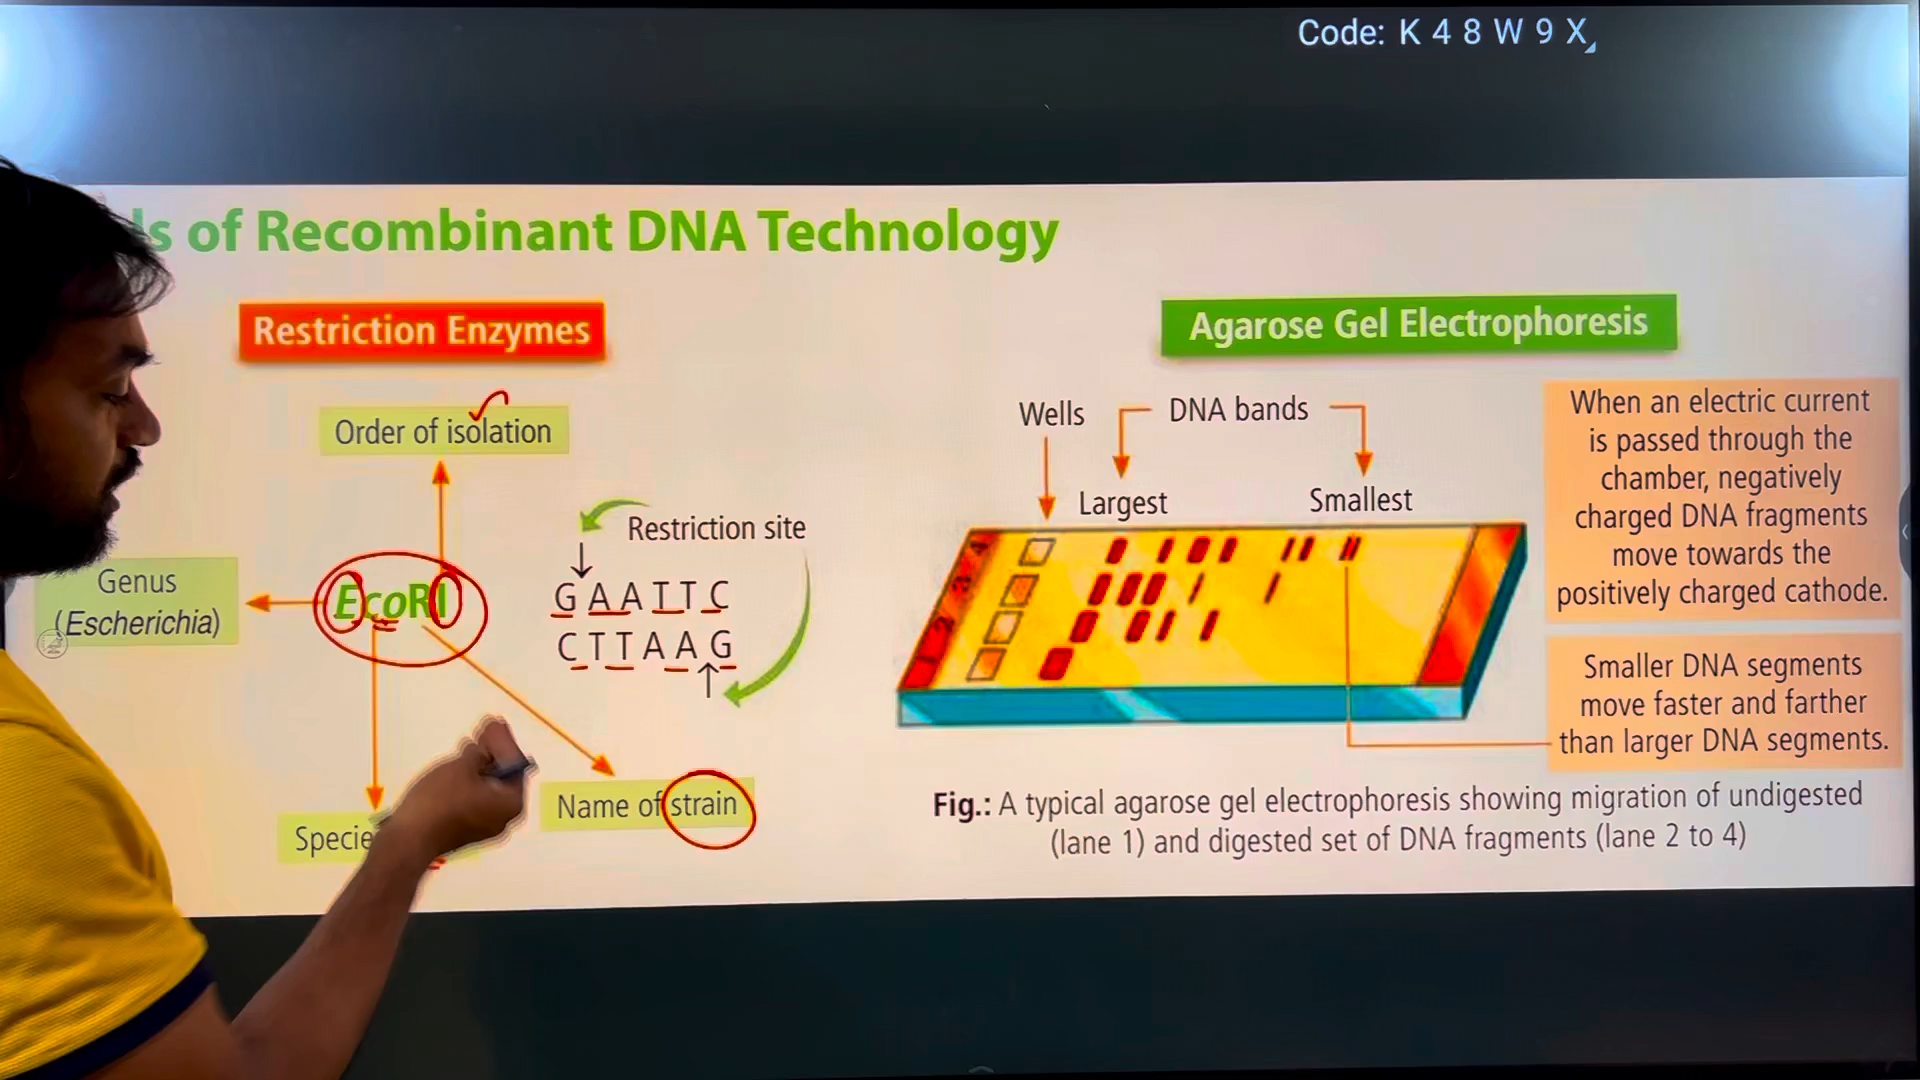 Code: K 4 8 W 9 X
of Recombinant DNA Technology
Restriction Enzymes
Agarose Gel Electrophoresis
Order of isolation
Genus
(Escherichia)
EcoRI
Restriction site
G A A T T C
C T T A A G
Name of strain
Wells
DNA bands
Largest
Smallest
1 2 3 4
When an electric current
is passed through the
chamber, negatively
charged DNA fragments
move towards the
positively charged cathode.
Smaller DNA segments
move faster and farther
than larger DNA segments.
Fig.: A typical agarose gel electrophoresis showing migration of undigested
(lane 1) and digested set of DNA fragments (lane 2 to 4)